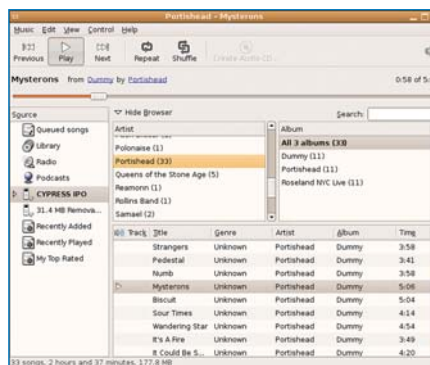 Portishead - Mysterons
Music Edit View Control Help
Previous Play Next Repeat Shuffle Create Audio CD...
Mysterons from Dummy by Portishead 0:58 of 5:
Source
Queued songs
Library
Radio
Podcasts
CYPRESS IPO
31.4 MB Remova...
Recently Added
Recently Played
My Top Rated
Hide Browser Search:
Artist
Polonaise (1)
Portishead (33)
Queens of the Stone Age (5)
Reamonn (1)
Rollins Band (1)
Samael (2)
Album
All 3 albums (33)
Dummy (11)
Portishead (11)
Roseland NYC Live (11)
Track Title Genre Artist Album Time
Strangers Unknown Portishead Dummy 3:58
Pedestal Unknown Portishead Dummy 3:41
Numb Unknown Portishead Dummy 3:58
Mysterons Unknown Portishead Dummy 5:06
Biscuit Unknown Portishead Dummy 5:04
Sour Times Unknown Portishead Dummy 4:14
Wandering Star Unknown Portishead Dummy 4:54
It's A Fire Unknown Portishead Dummy 3:49
It Could Be S... Unknown Portishead Dummy 4:20
33 songs, 2 hours and 37 minutes, 177.8 MB